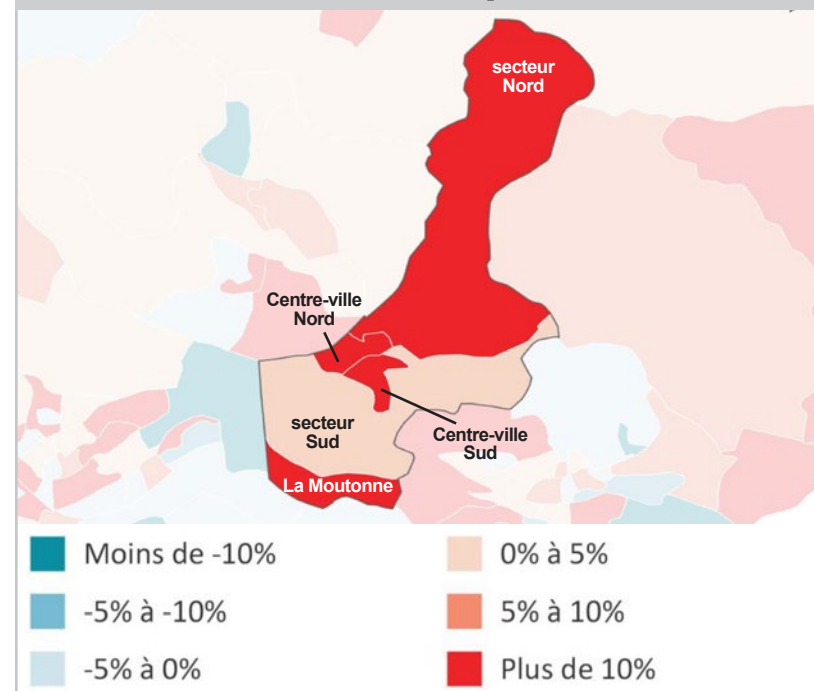 secteur
Nord
Centre-ville
Nord
secteur
Sud
Centre-ville
Sud
La Moutonne
Moins de -10%
-5% à -10%
-5% à 0%
0% à 5%
5% à 10%
Plus de 10%